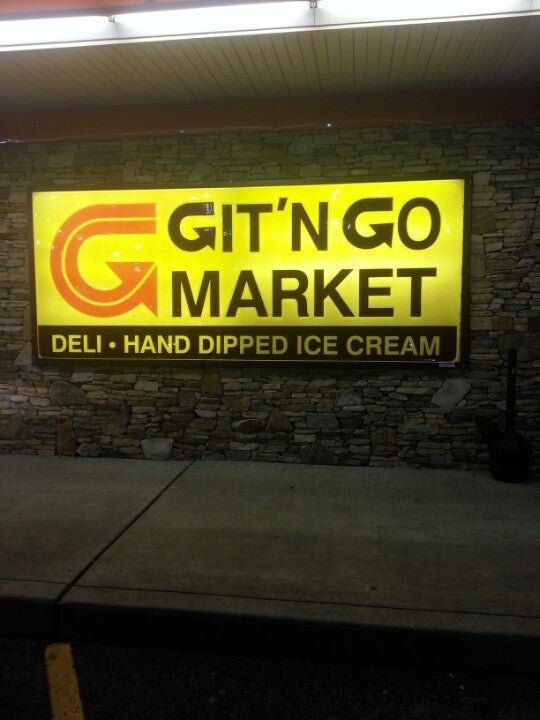 GIT'N GO
MARKET
DELI • HAND DIPPED ICE CREAM